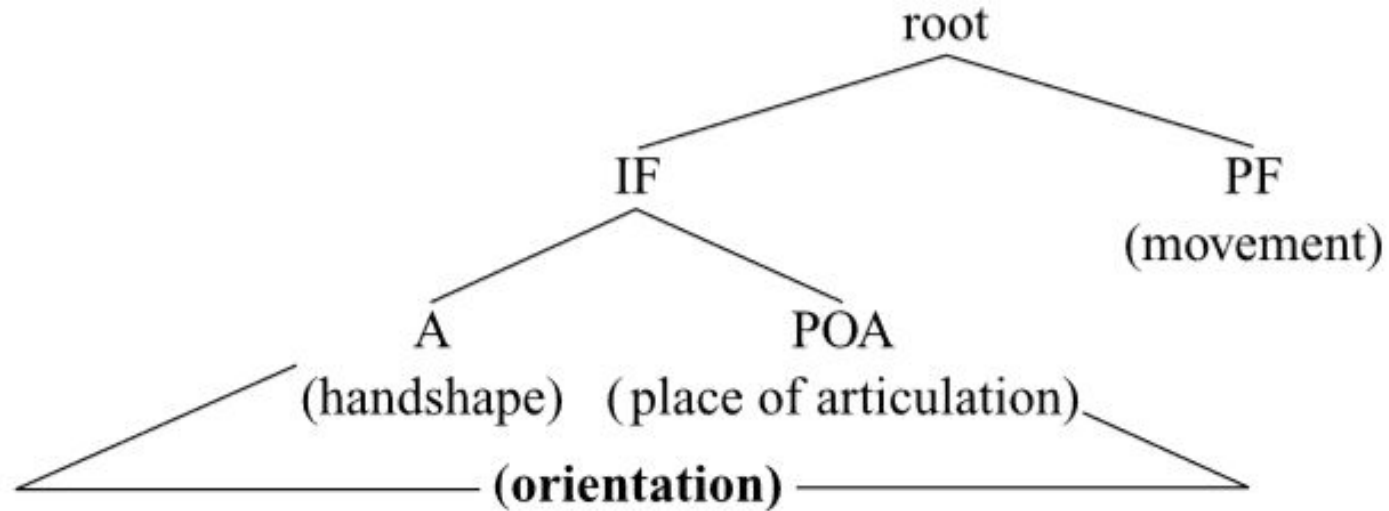 root
IF PF
(movement)
A POA
(handshape) (place of articulation)
(orientation)